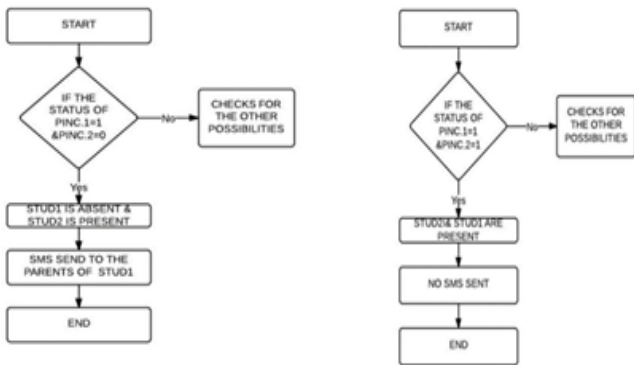 START
IF THE
STATUS OF
PINC.1=1
&PINC.2=0
No
CHECKS FOR
THE OTHER
POSSIBILITIES
Yes
STUD1 IS ABSENT &
STUD2 IS PRESENT
SMS SEND TO THE
PARENTS OF STUD1
END
START
IF THE
STATUS OF
PINC.1=1
&PINC.2=1
No
CHECKS FOR
THE OTHER
POSSIBILITIES
Yes
STUD2& STUD1 ARE
PRESENT
NO SMS SENT
END